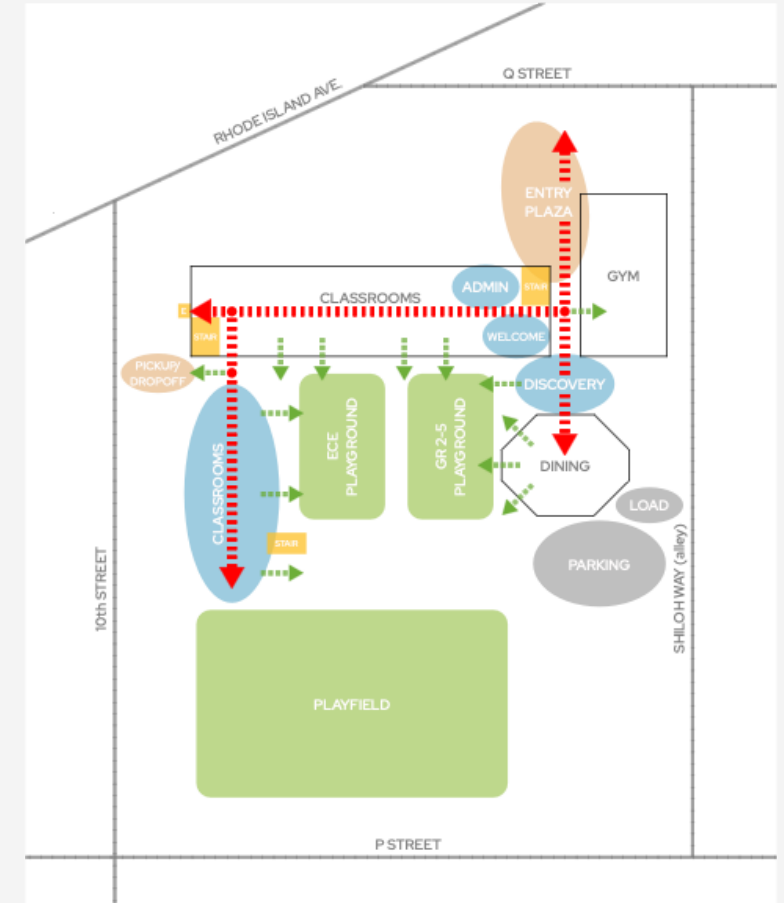 Q STREET
RHODE ISLAND AVE.
ENTRY
PLAZA
GYM
ADMIN
STAIR
CLASSROOMS
STAIR
WELCOME
PICKUP/
DROPOFF
DISCOVERY
CLASSROOMS
ECE
PLAYGROUND
GR 2-5
PLAYGROUND
DINING
LOAD
STAIR
PARKING
10th STREET
SHILOH WAY (alley)
PLAYFIELD
P STREET